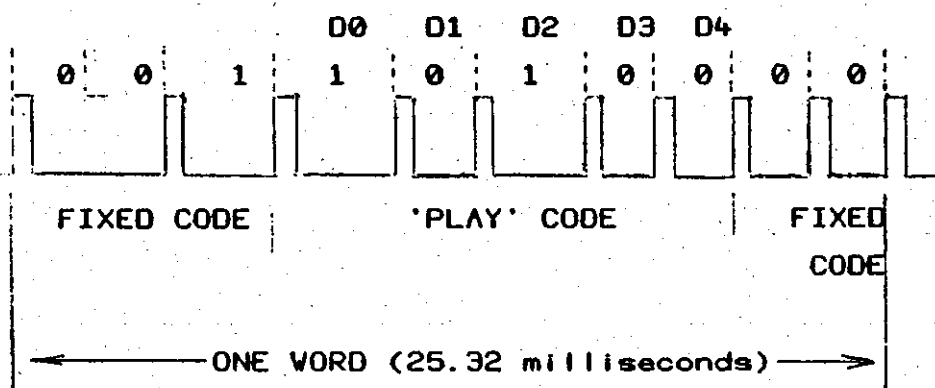 D0 D1 D2 D3 D4
0 0 1 1 0 1 0 0 0 0
FIXED CODE 'PLAY' CODE FIXED
CODE
ONE WORD (25.32 milliseconds)